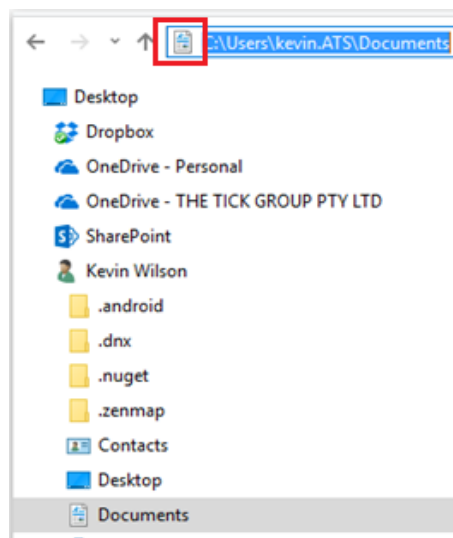 C:\Users\kevin.ATS\Documents
Desktop
Dropbox
OneDrive - Personal
OneDrive - THE TICK GROUP PTY LTD
SharePoint
Kevin Wilson
.android
.dnx
.nuget
.zenmap
Contacts
Desktop
Documents